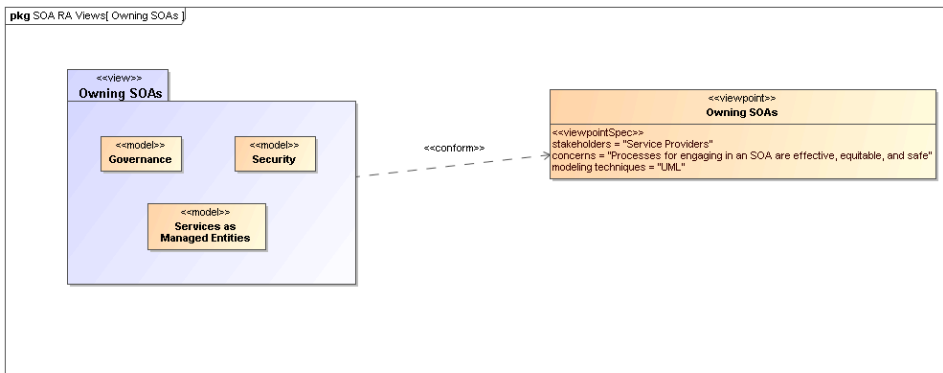 pkg SOA RA Views[ Owning SOAs ]
<<view>>
Owning SOAs
<<model>>
Governance
<<model>>
Security
<<model>>
Services as
Managed Entities
<<conform>>
<<viewpoint>>
Owning SOAs
<<viewpointSpec>>
stakeholders = "Service Providers"
concerns = "Processes for engaging in an SOA are effective, equitable, and safe"
modeling techniques = "UML"